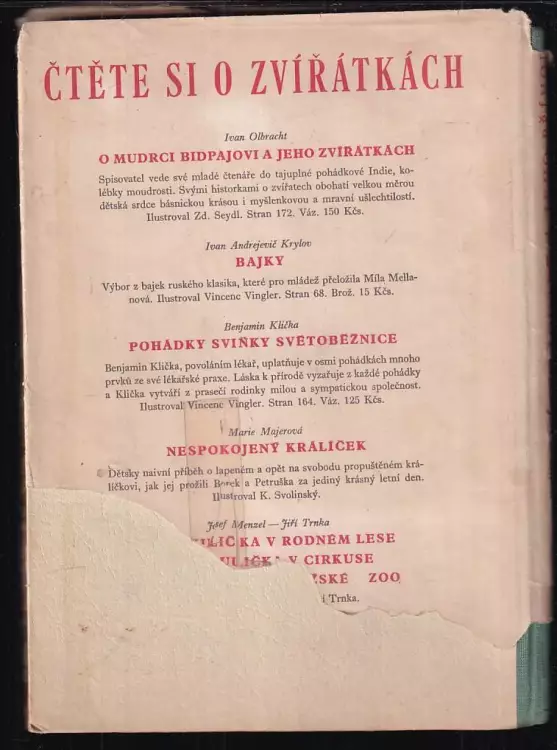 ČTĚTE SI O ZVÍŘÁTKÁCH
Ivan Olbracht
O MUDRCI BIDPAJOVI A JEHO ZVÍŘÁTKÁCH
Spisovatel vede své mladé čtenáře do tajuplné pohádkové Indie, ko-
lébky moudrosti. Svými historkami o zvířatech obohatí velkou měrou
dětská srdce básnickou krásou i myšlenkovou a mravní ušlechtilostí.
Ilustroval Zd. Seydl. Stran 172. Váz. 150 Kčs.
Ivan Andrejevič Krylov
BAJKY
Výbor z bajek ruského klasika, které pro mládež přeložila Míla Mella-
nová. Ilustroval Vincenc Vingler. Stran 68. Brož. 15 Kčs.
Benjamin Klička
POHÁDKY SVIŇKY SVĚTOBĚŽNICE
Benjamin Klička, povoláním lékař, uplatňuje v osmi pohádkách mnoho
prvků ze své lékařské praxe. Láska k přírodě vyzařuje z každé pohádky
a Klička vytváří z prasečí rodinky milou a sympatickou společnost.
Ilustroval Vincenc Vingler. Stran 164. Váz. 125 Kčs.
Marie Majerová
NESPOKOJENÝ KRÁLÍČEK
Dětsky naivní příběh o lapeném a opět na svobodu propuštěném krá-
líčkovi, jak jej prožili Borek a Petruška za jediný krásný letní den.
Ilustroval K. Svolinský.
Josef Menzel — Jiří Trnka
V RODNÉM LESE
V CIRKUSE
ZOO
Trnka.